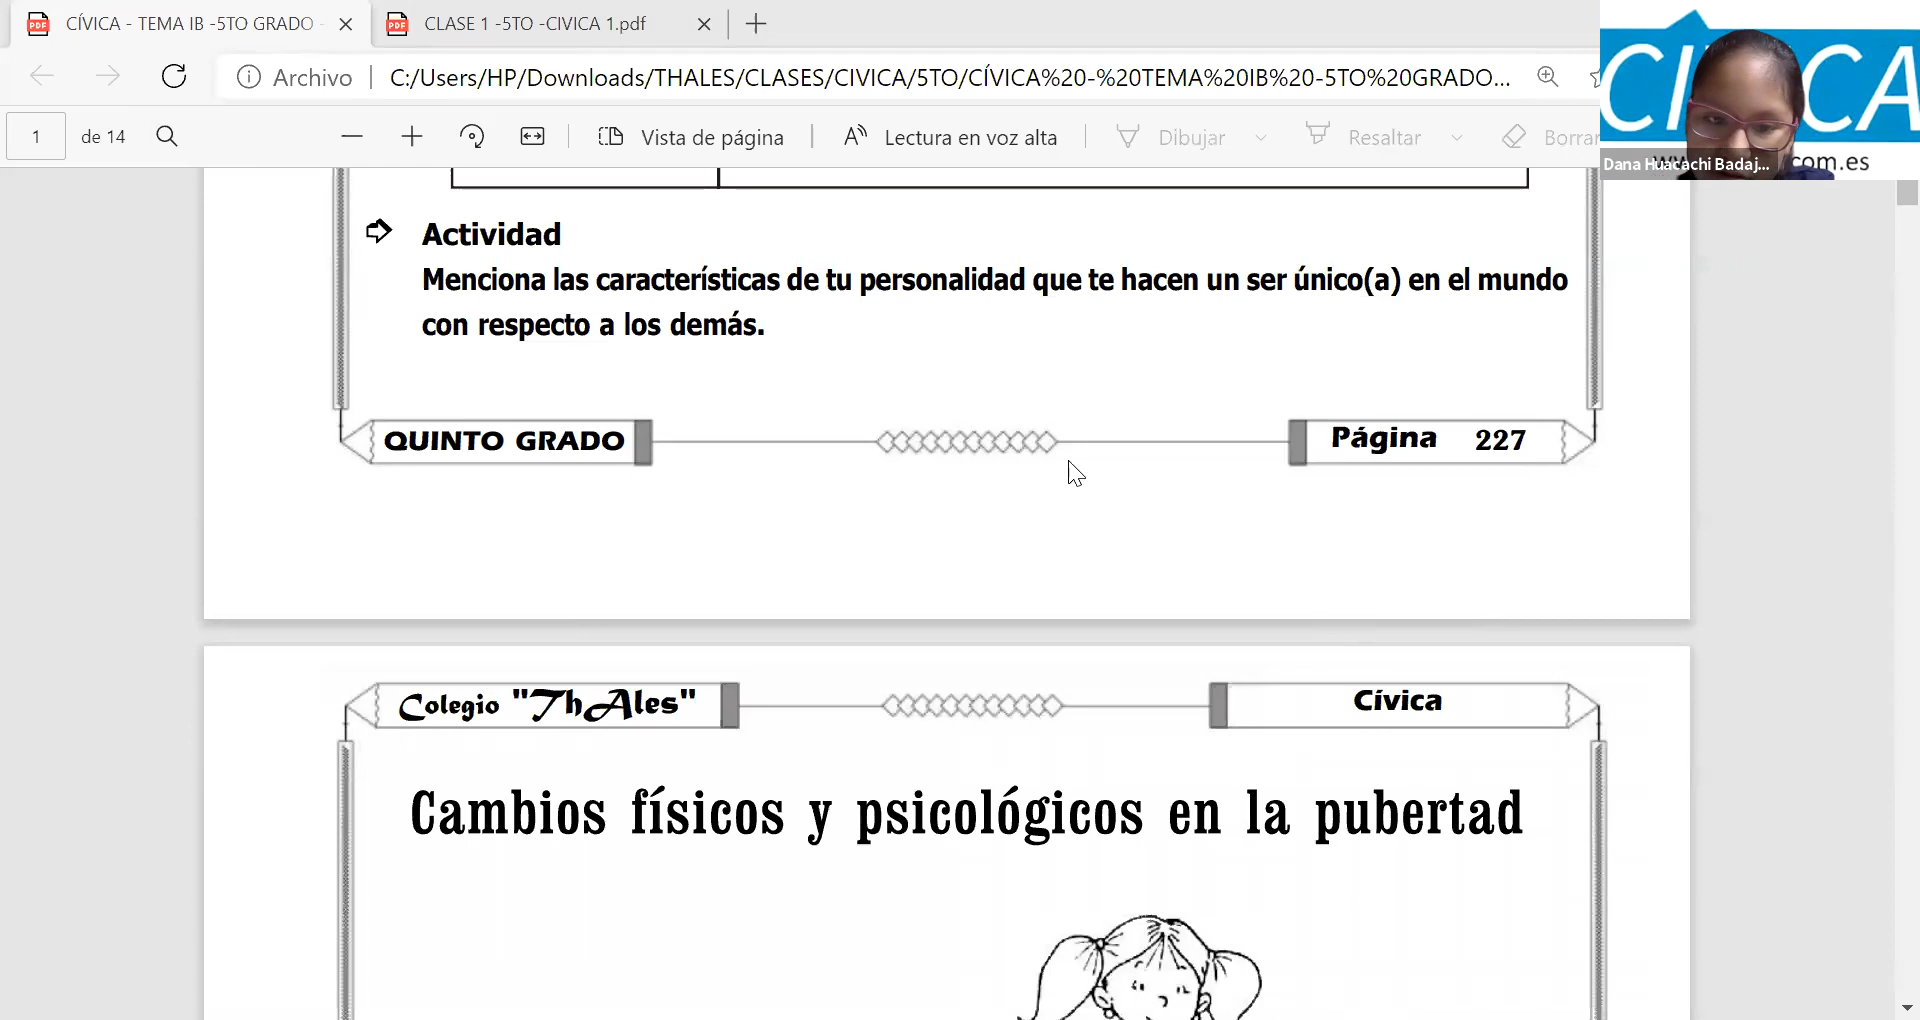 CÍVICA - TEMA IB -5TO GRADO -
CLASE 1 -5TO -CIVICA 1.pdf
Archivo
C:/Users/HP/Downloads/THALES/CLASES/CIVICA/5TO/CÍVICA%20-%20TEMA%20IB%20-5TO%20GRADO...
1 de 14
Vista de página
Lectura en voz alta
Dibujar
Resaltar
Borrar
Dana Huacachi Badaj...
com.es
Actividad
Menciona las características de tu personalidad que te hacen un ser único(a) en el mundo
con respecto a los demás.
QUINTO GRADO
Página 227
Colegio "ThAles"
Cívica
Cambios físicos y psicológicos en la pubertad